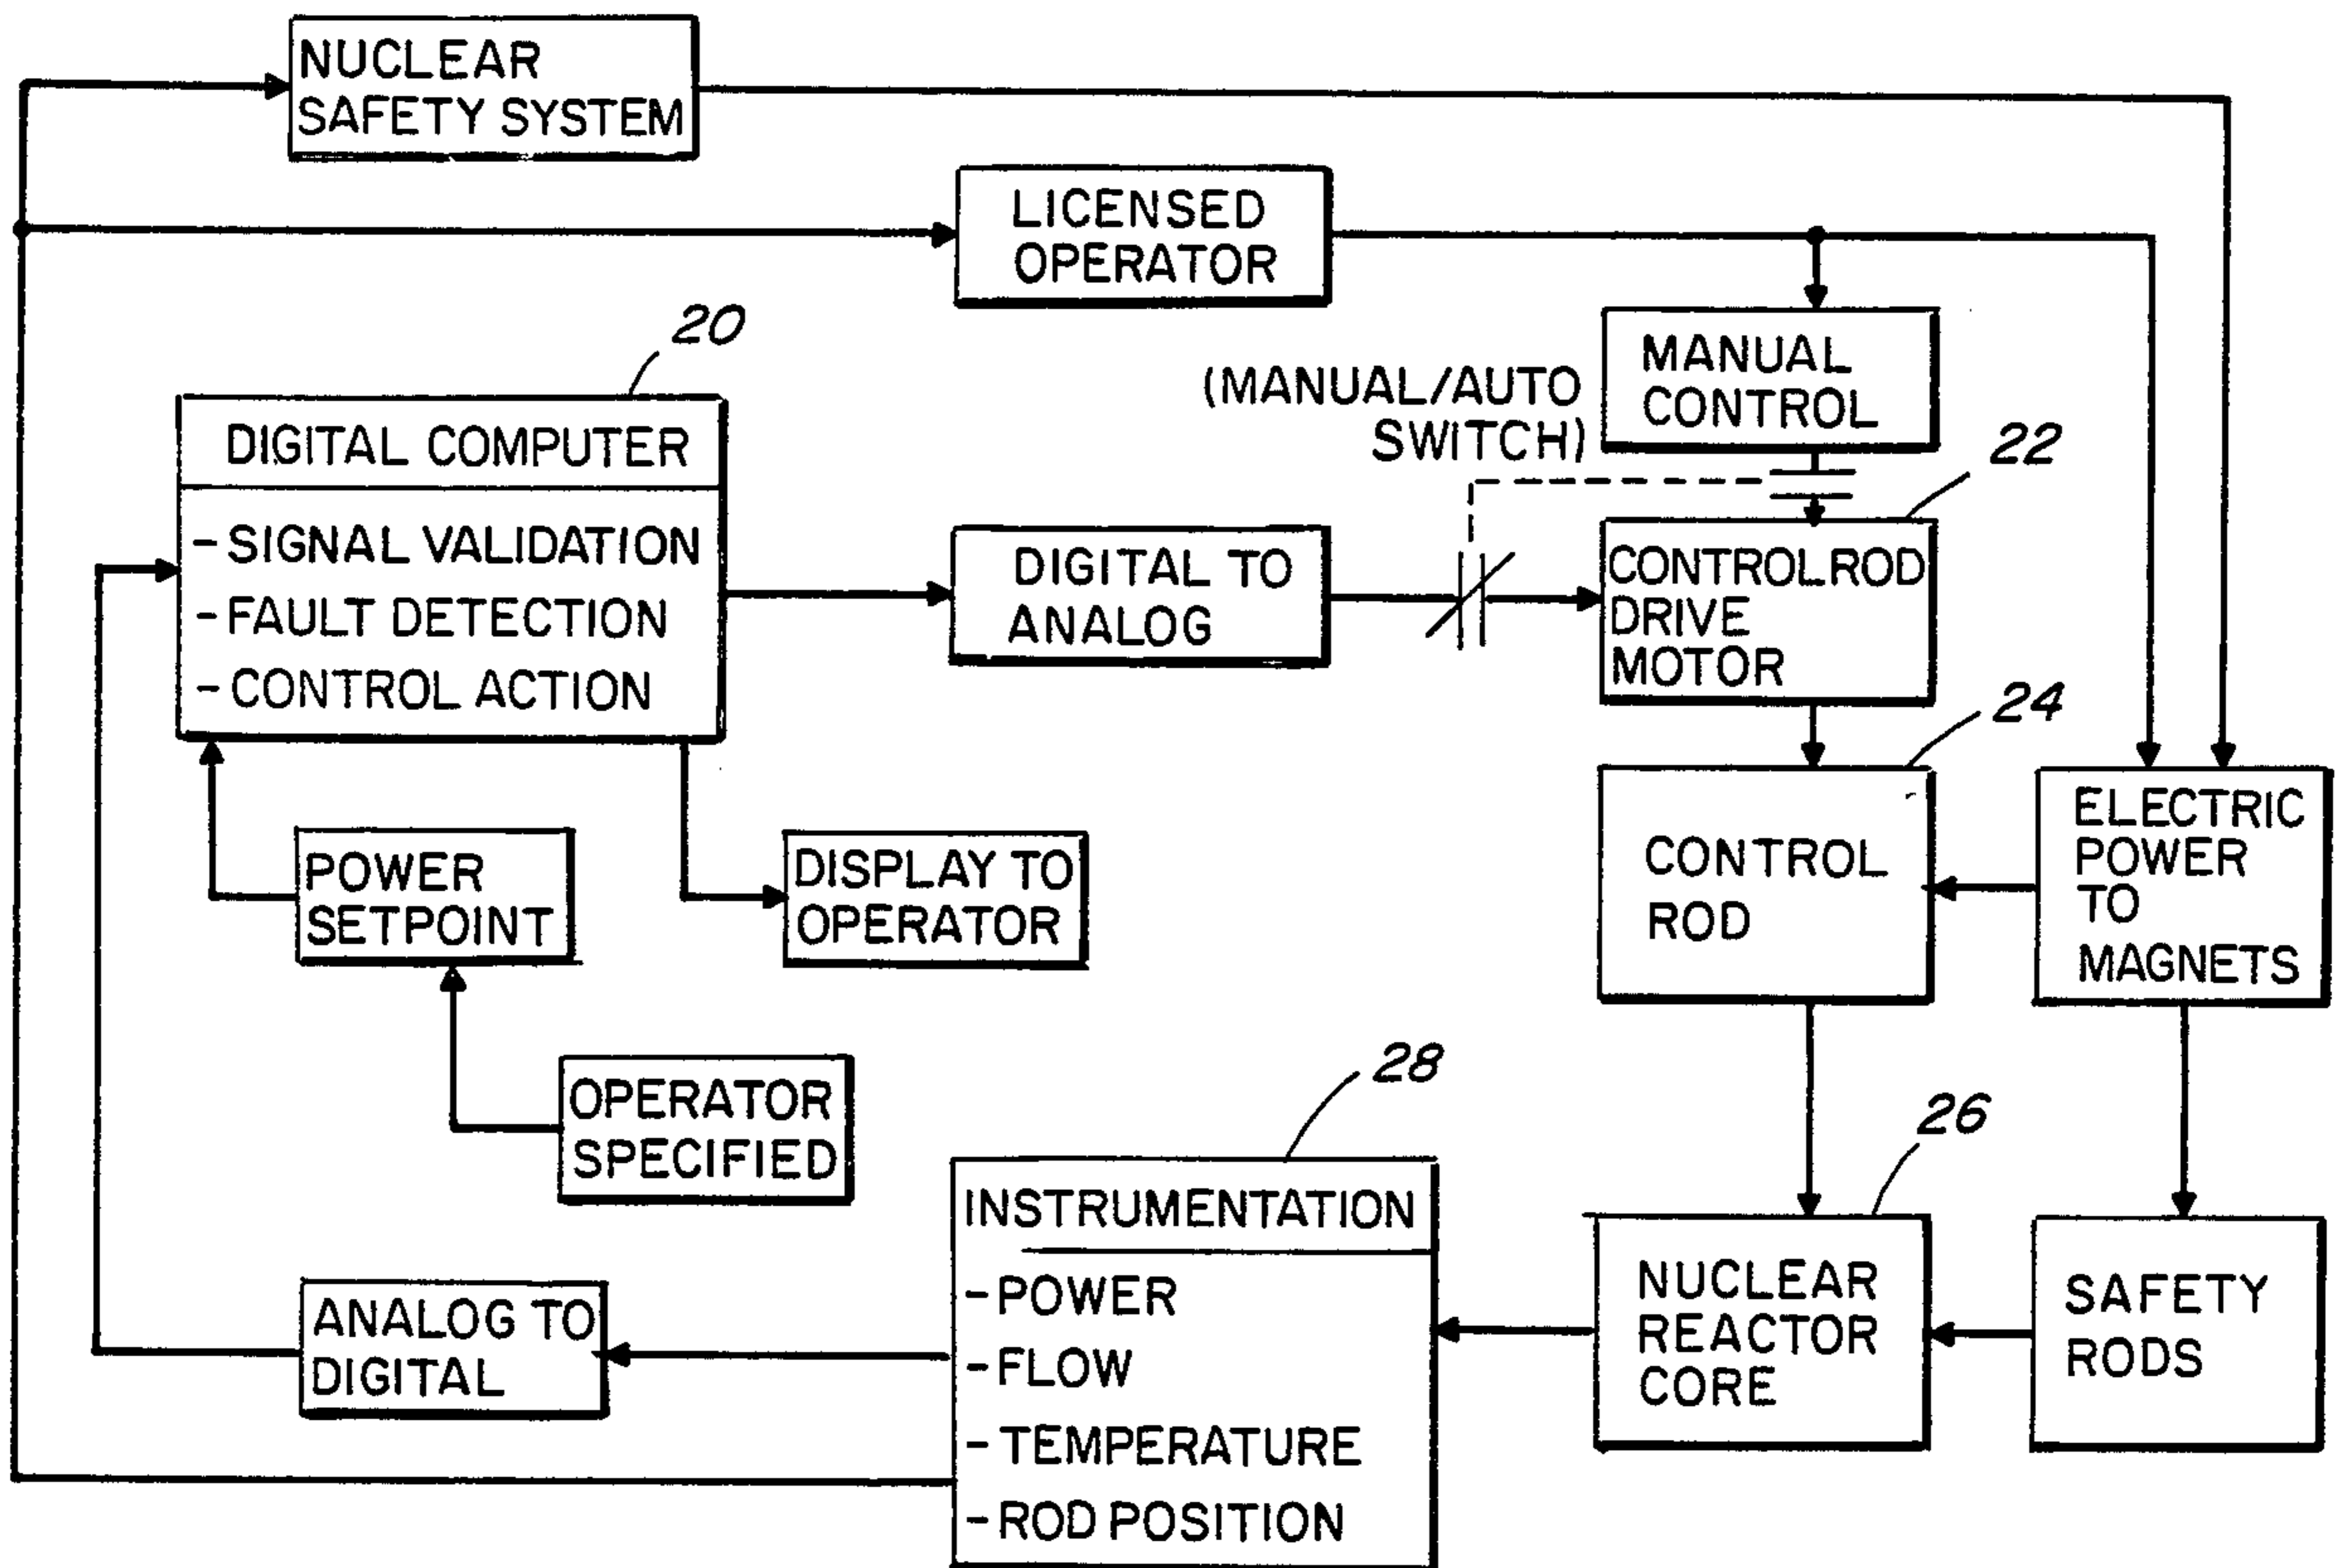 NUCLEAR
SAFETY SYSTEM
LICENSED
OPERATOR
20
MANUAL
CONTROL
(MANUAL/AUTO
SWITCH)
22
DIGITAL COMPUTER
- SIGNAL VALIDATION
- FAULT DETECTION
- CONTROL ACTION
DIGITAL TO
ANALOG
CONTROL ROD
DRIVE
MOTOR
24
POWER
SETPOINT
DISPLAY TO
OPERATOR
CONTROL
ROD
ELECTRIC
POWER
TO
MAGNETS
OPERATOR
SPECIFIED
28
26
INSTRUMENTATION
- POWER
- FLOW
- TEMPERATURE
- ROD POSITION
ANALOG TO
DIGITAL
NUCLEAR
REACTOR
CORE
SAFETY
RODS